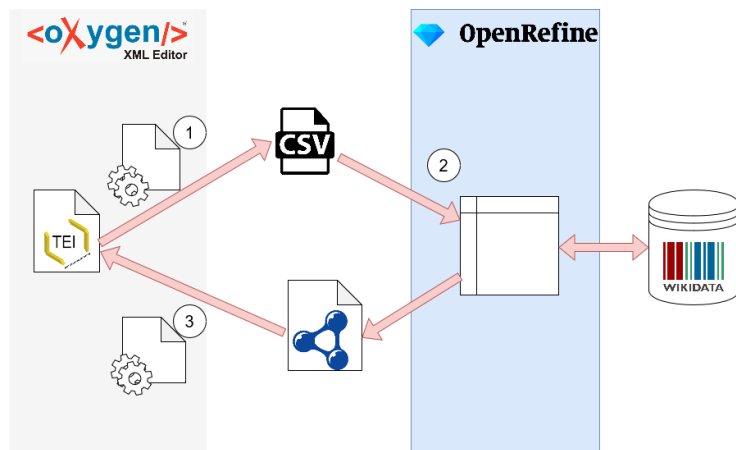 <oXygen/>®
XML Editor
OpenRefine
1
CSV
2
TEI
WIKIDATA
3